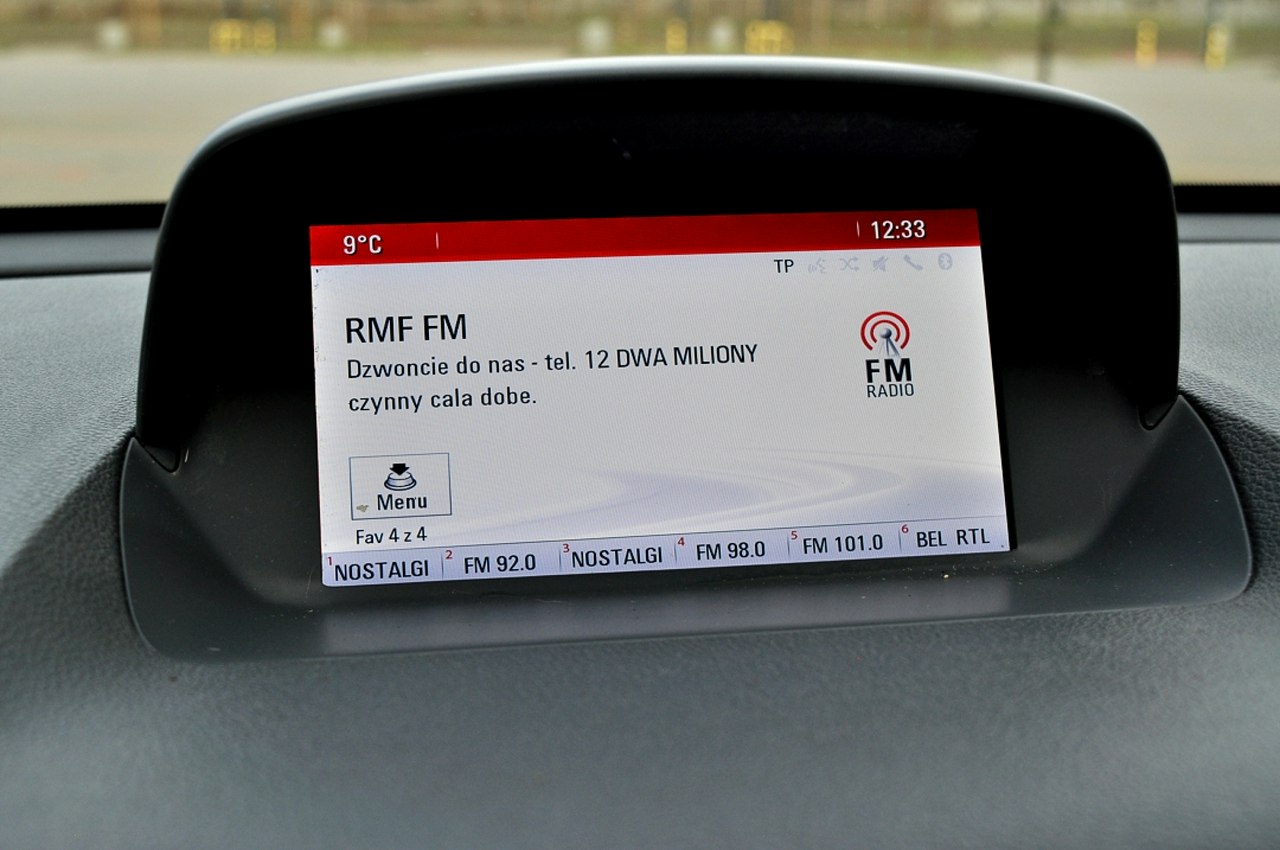 9°C
12:33
TP
RMF FM
Dzwoncie do nas - tel. 12 DWA MILIONY
czynny cala dobe.
FM
RADIO
Menu
Fav 4 z 4
1 NOSTALGI 2 FM 92.0 3 NOSTALGI 4 FM 98.0 5 FM 101.0 6 BEL RTL